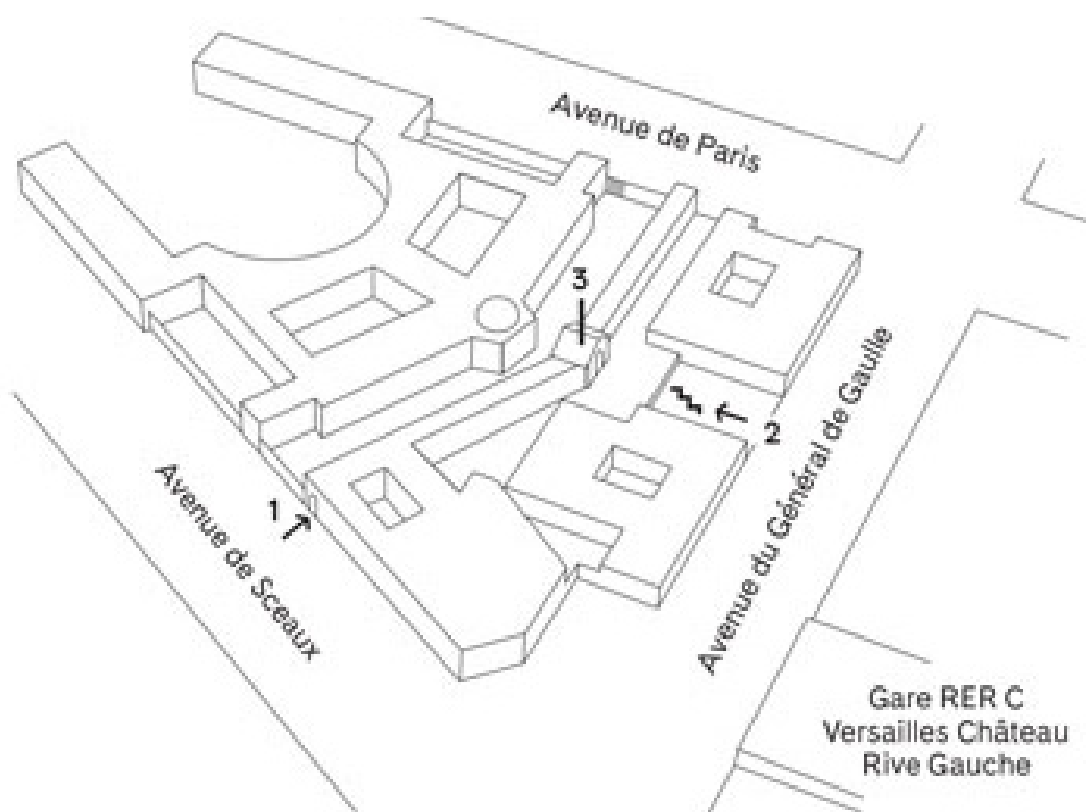 Avenue de Paris
3
2
Avenue du Général de Gaulle
1
Avenue de Sceaux
Gare RER C
Versailles Château
Rive Gauche